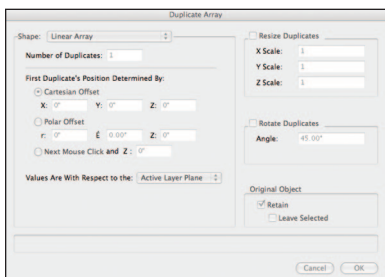 Duplicate Array
Shape: Linear Array
Number of Duplicates: 1
First Duplicate's Position Determined By:
Cartesian Offset
X: 0" Y: 0" Z: 0"
Polar Offset
r: 0" É 0.00° Z: 0"
Next Mouse Click and Z : 0"
Values Are With Respect to the: Active Layer Plane
Resize Duplicates
X Scale: 1
Y Scale: 1
Z Scale: 1
Rotate Duplicates
Angle: 45.00°
Original Object
Retain
Leave Selected
Cancel OK